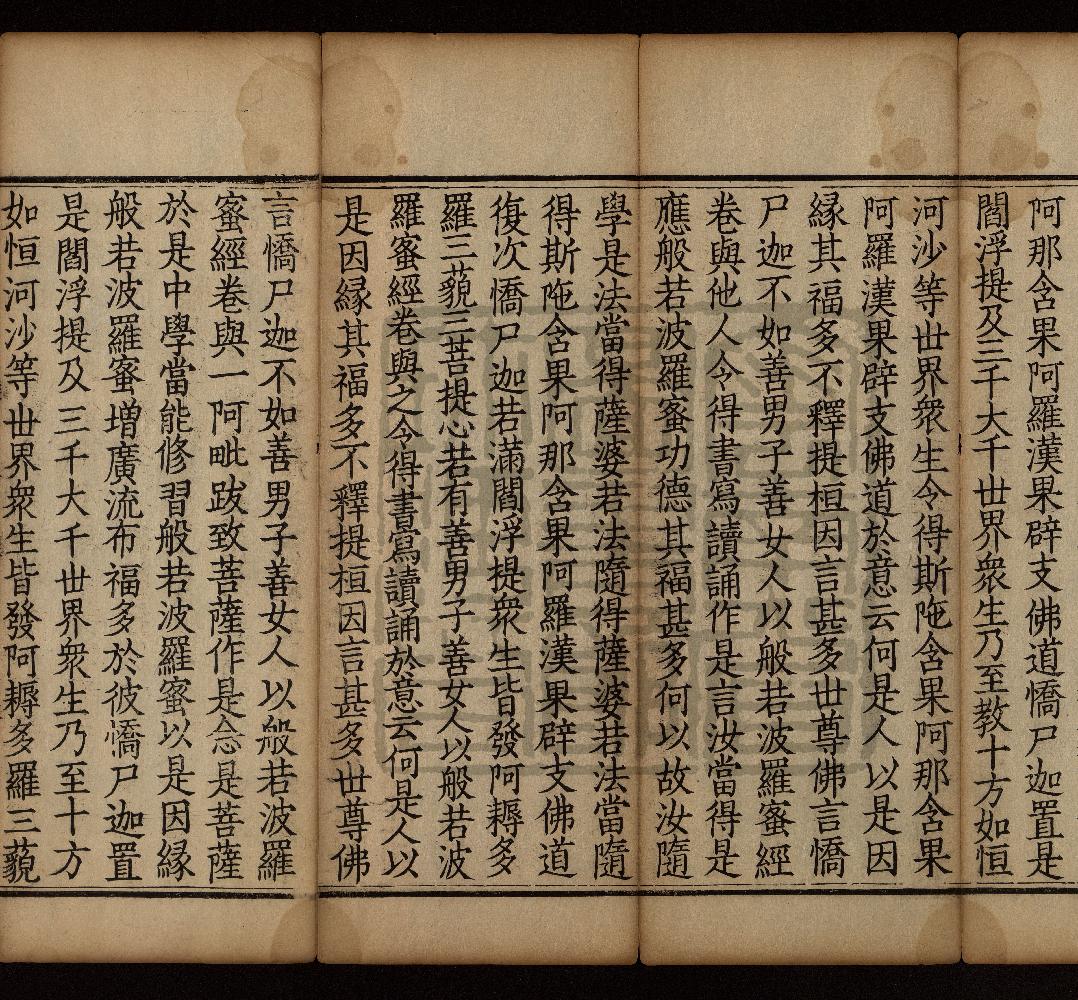 阿那含果阿羅漢果辟支佛道憍尸迦置是
閻浮提及三千大千世界衆生乃至教十方如恒
河沙等世界衆生令得斯陁含果阿那含果
阿羅漢果辟支佛道於意云何是人以是因
緣其福多不釋提桓因言甚多世尊佛言憍
尸迦不如善男子善女人以般若波羅蜜經
卷與他人令得書寫讀誦作是言汝當得是
應般若波羅蜜功德其福甚多何以故汝隨
學是法當得薩婆若法隨得薩婆若法當隨
得斯陁含果阿那含果阿羅漢果辟支佛道
復次憍尸迦若滿閻浮提衆生皆發阿耨多
羅三藐三菩提心若有善男子善女人以般若波
羅蜜經卷與之令得書寫讀誦於意云何是人以
是因緣其福多不釋提桓因言甚多世尊佛
言憍尸迦不如善男子善女人以般若波羅
蜜經卷與一阿毗跋致菩薩作是念是菩薩
於是中學當能修習般若波羅蜜以是因緣
般若波羅蜜增廣流布福多於彼憍尸迦置
是閻浮提及三千大千世界衆生乃至十方
如恒河沙等世界衆生皆發阿耨多羅三藐